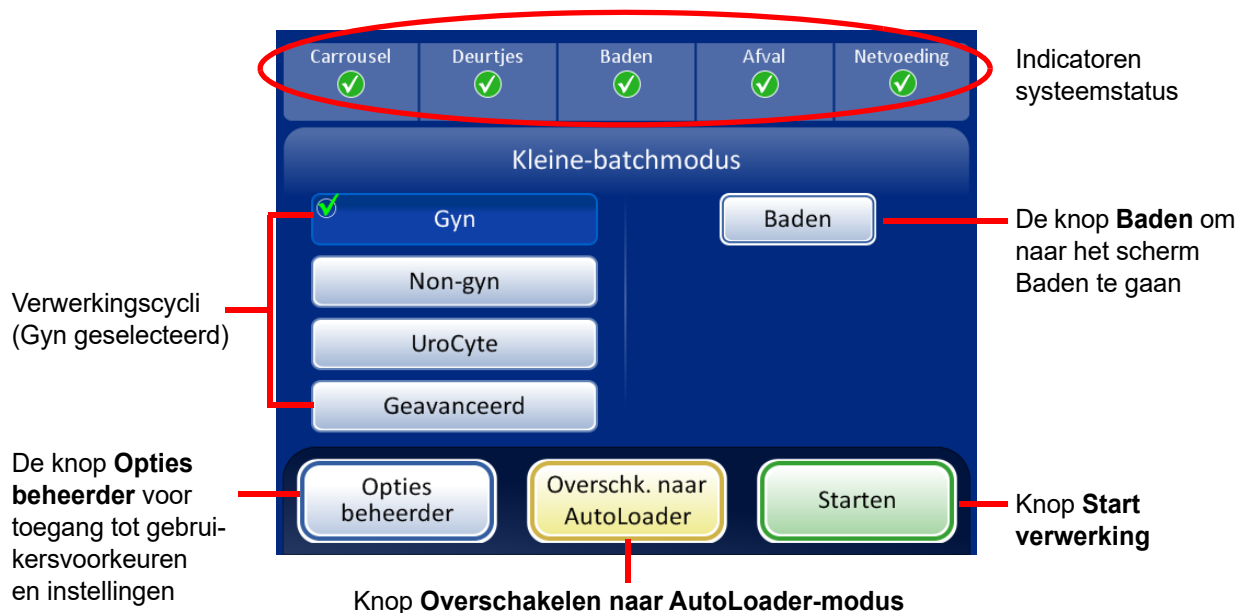 Carrousel
Deurtjes
Baden
Afval
Netvoeding
Indicatoren
systeemstatus
Kleine-batchmodus
Gyn
Baden
De knop Baden om
naar het scherm
Baden te gaan
Non-gyn
Verwerkingscycli
(Gyn geselecteerd)
UroCyte
Geavanceerd
De knop Opties
beheerder voor
toegang tot gebrui-
kersvoorkeuren
en instellingen
Opties
beheerder
Overschk. naar
AutoLoader
Starten
Knop Start
verwerking
Knop Overschakelen naar AutoLoader-modus